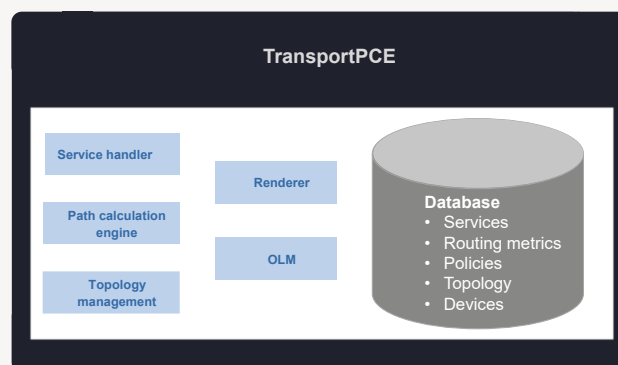 TransportPCE
Service handler
Path calculation
engine
Topology
management
Renderer
OLM
Database
• Services
• Routing metrics
• Policies
• Topology
• Devices